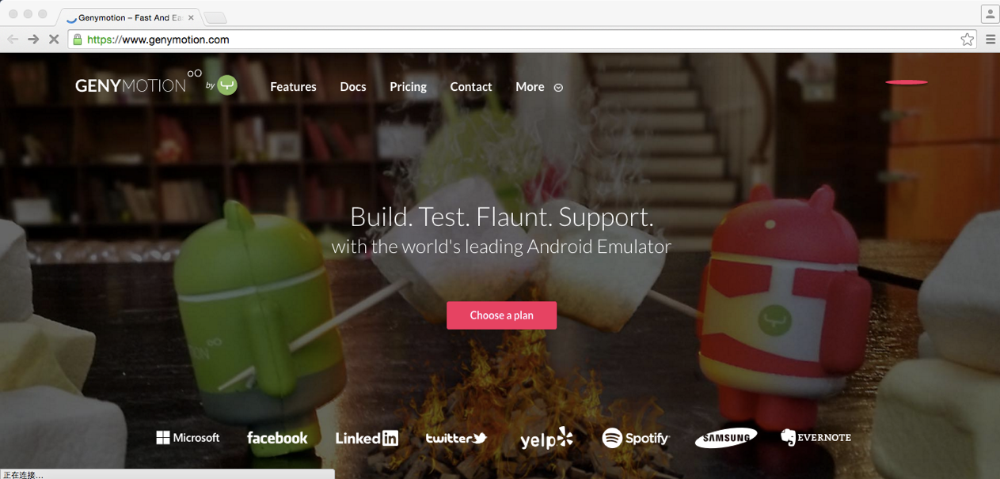 Genymotion – Fast And Ea
https://www.genymotion.com
GENYMOTION by
Features
Docs
Pricing
Contact
More
Build. Test. Flaunt. Support.
with the world's leading Android Emulator
Choose a plan
Microsoft
facebook
Linked in
twitter
yelp
Spotify
SAMSUNG
EVERNOTE
正在连接...